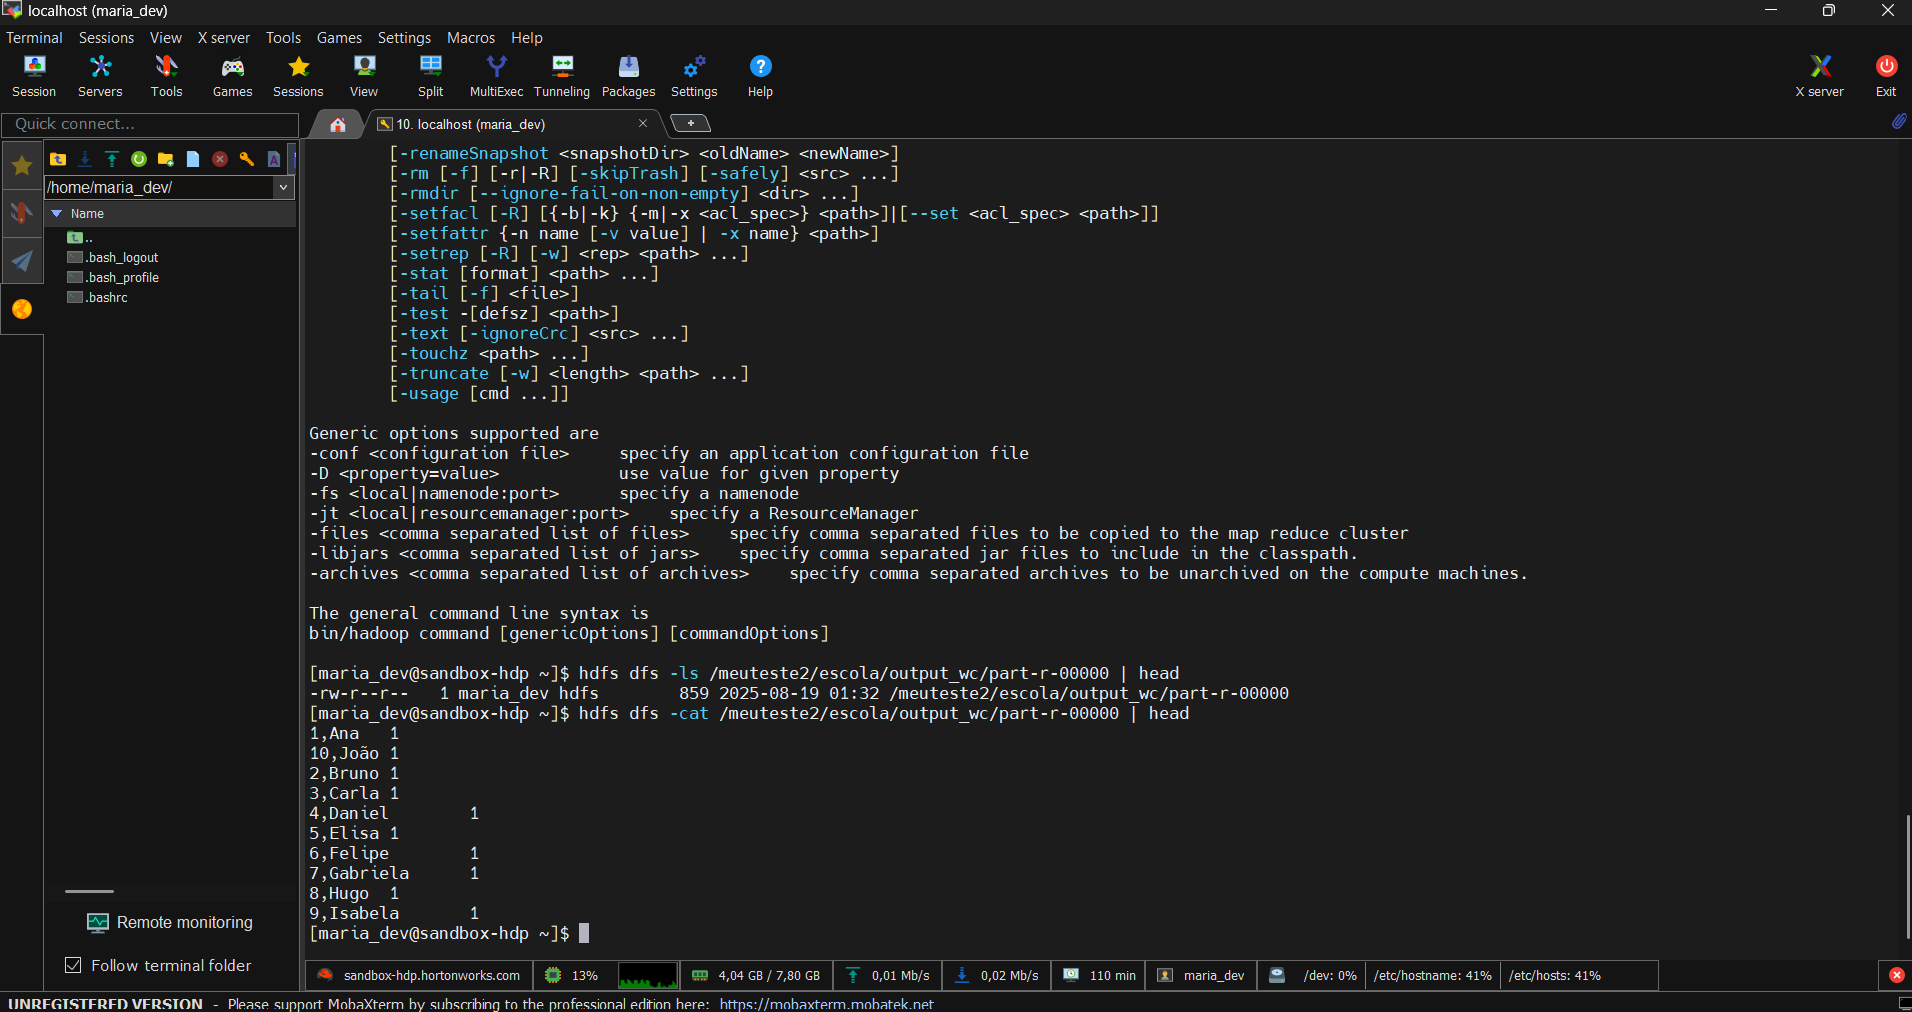 localhost (maria_dev)
Terminal Sessions View X server Tools Games Settings Macros Help
Session Servers Tools Games Sessions View Split MultiExec Tunneling Packages Settings Help X server Exit
Quick connect...
10. localhost (maria_dev)
/home/maria_dev/
Name
..
.bash_logout
.bash_profile
.bashrc
Remote monitoring
Follow terminal folder
[-renameSnapshot <snapshotDir> <oldName> <newName>]
[-rm [-f] [-r|-R] [-skipTrash] [-safely] <src> ...]
[-rmdir [--ignore-fail-on-non-empty] <dir> ...]
[-setfacl [-R] [{-b|-k} {-m|-x <acl_spec>} <path>]|[--set <acl_spec> <path>]]
[-setfattr {-n name [-v value] | -x name} <path>]
[-setrep [-R] [-w] <rep> <path> ...]
[-stat [format] <path> ...]
[-tail [-f] <file>]
[-test -[defsz] <path>]
[-text [-ignoreCrc] <src> ...]
[-touchz <path> ...]
[-truncate [-w] <length> <path> ...]
[-usage [cmd ...]]
Generic options supported are
-conf <configuration file> specify an application configuration file
-D <property=value> use value for given property
-fs <local|namenode:port> specify a namenode
-jt <local|resourcemanager:port> specify a ResourceManager
-files <comma separated list of files> specify comma separated files to be copied to the map reduce cluster
-libjars <comma separated list of jars> specify comma separated jar files to include in the classpath.
-archives <comma separated list of archives> specify comma separated archives to be unarchived on the compute machines.
The general command line syntax is
bin/hadoop command [genericOptions] [commandOptions]
[maria_dev@sandbox-hdp ~]$ hdfs dfs -ls /meuteste2/escola/output_wc/part-r-00000 | head
-rw-r--r-- 1 maria_dev hdfs 859 2025-08-19 01:32 /meuteste2/escola/output_wc/part-r-00000
[maria_dev@sandbox-hdp ~]$ hdfs dfs -cat /meuteste2/escola/output_wc/part-r-00000 | head
1,Ana 1
10,João 1
2,Bruno 1
3,Carla 1
4,Daniel 1
5,Elisa 1
6,Felipe 1
7,Gabriela 1
8,Hugo 1
9,Isabela 1
[maria_dev@sandbox-hdp ~]$
sandbox-hdp.hortonworks.com 13% 4,04 GB / 7,80 GB 0,01 Mb/s 0,02 Mb/s 110 min maria_dev /dev: 0% /etc/hostname: 41% /etc/hosts: 41%
UNREGISTERED VERSION - Please support MobaXterm by subscribing to the professional edition here: https://mobaxterm.mobatek.net